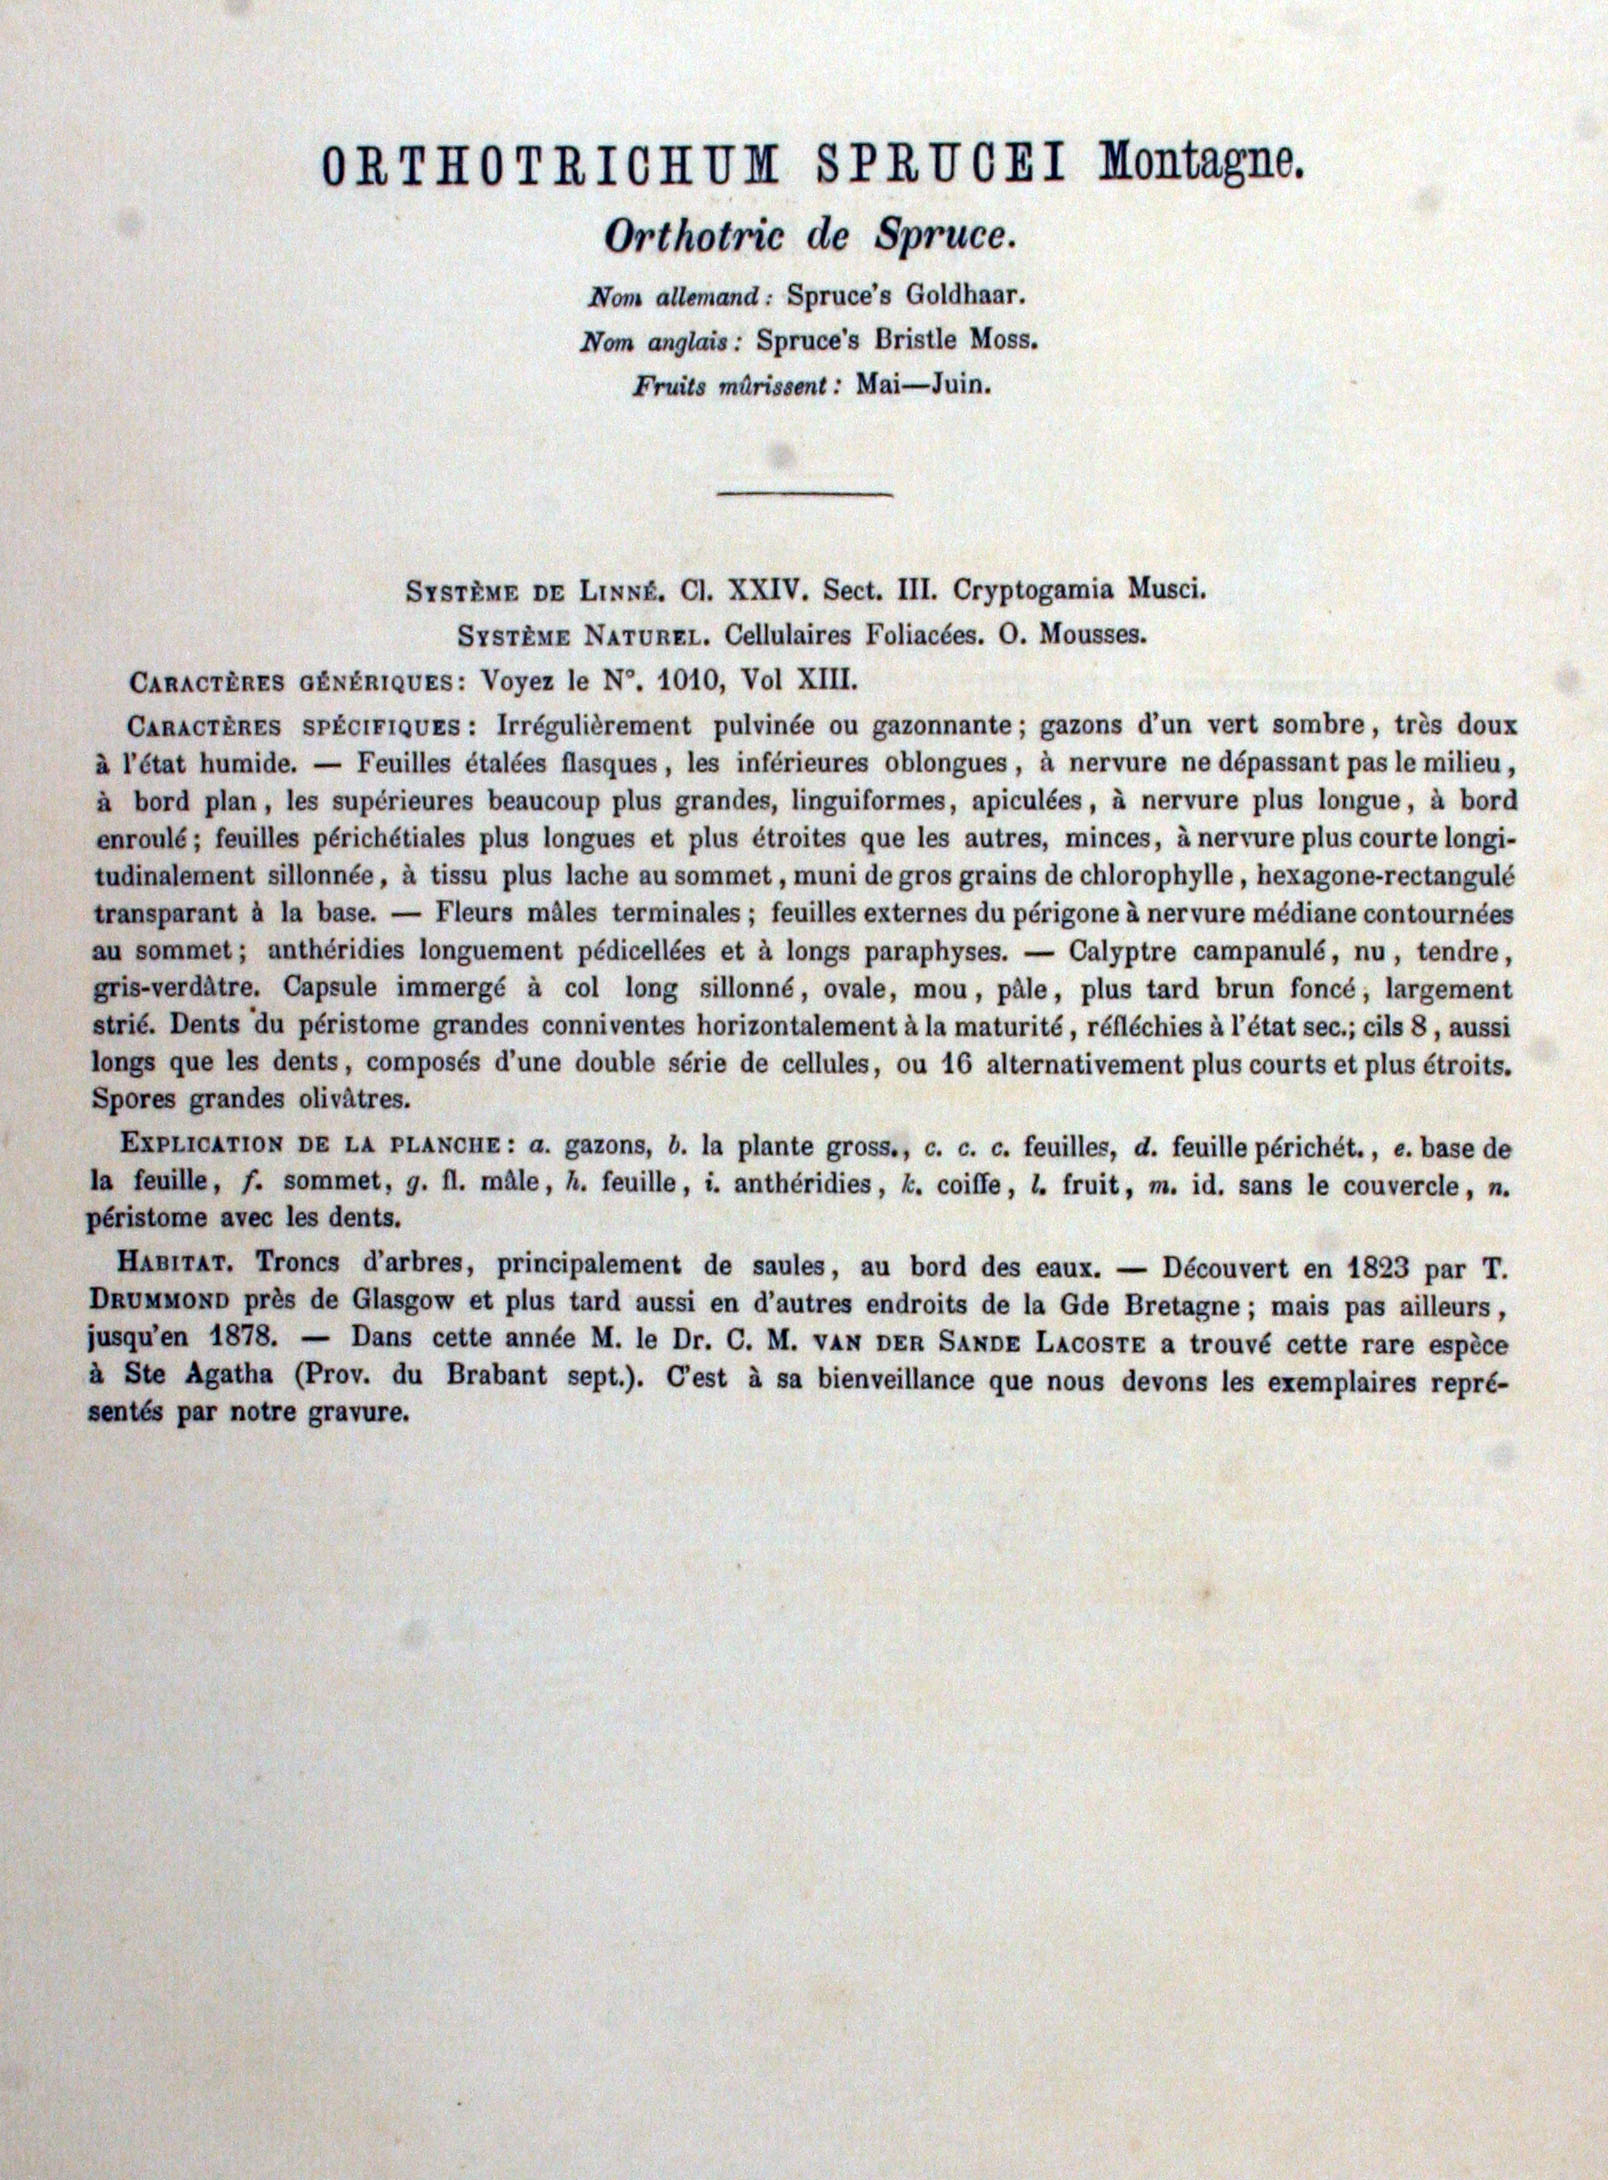 ORTHOTRICHUM SPRUCEI Montagne.
Orthotric de Spruce.
Nom allemand: Spruce's Goldhaar.
Nom anglais: Spruce's Bristle Moss.
Fruits mûrissent: Mai—Juin.
SYSTÈME DE LINNÉ. Cl. XXIV. Sect. III. Cryptogamia Musci.
SYSTÈME NATUREL. Cellulaires Foliacées. O. Mousses.
CARACTÈRES GÉNÉRIQUES: Voyez le N°. 1010, Vol XIII.
CARACTÈRES SPÉCIFIQUES: Irrégulièrement pulvinée ou gazonnante; gazons d'un vert sombre, très doux
à l'état humide. — Feuilles étalées flasques, les inférieures oblongues, à nervure ne dépassant pas le milieu,
à bord plan, les supérieures beaucoup plus grandes, linguiformes, apiculées, à nervure plus longue, à bord
enroulé; feuilles périchétiales plus longues et plus étroites que les autres, minces, à nervure plus courte longi-
tudinalement sillonnée, à tissu plus lache au sommet, muni de gros grains de chlorophylle, hexagone-rectangulé
transparant à la base. — Fleurs mâles terminales; feuilles externes du périgone à nervure médiane contournées
au sommet; anthéridies longuement pédicellées et à longs paraphyses. — Calyptre campanulé, nu, tendre,
gris-verdâtre. Capsule immergé à col long sillonné, ovale, mou, pâle, plus tard brun foncé, largement
strié. Dents du péristome grandes conniventes horizontalement à la maturité, réfléchies à l'état sec.; cils 8, aussi
longs que les dents, composés d'une double série de cellules, ou 16 alternativement plus courts et plus étroits.
Spores grandes olivâtres.
EXPLICATION DE LA PLANCHE: a. gazons, b. la plante gross., c. c. c. feuilles, d. feuille périchét., e. base de
la feuille, f. sommet, g. fl. mâle, h. feuille, i. anthéridies, k. coiffe, l. fruit, m. id. sans le couvercle, n.
péristome avec les dents.
HABITAT. Troncs d'arbres, principalement de saules, au bord des eaux. — Découvert en 1823 par T.
DRUMMOND près de Glasgow et plus tard aussi en d'autres endroits de la Gde Bretagne; mais pas ailleurs,
jusqu'en 1878. — Dans cette année M. le Dr. C. M. VAN DER SANDE LACOSTE a trouvé cette rare espèce
à Ste Agatha (Prov. du Brabant sept.). C'est à sa bienveillance que nous devons les exemplaires repré-
sentés par notre gravure.